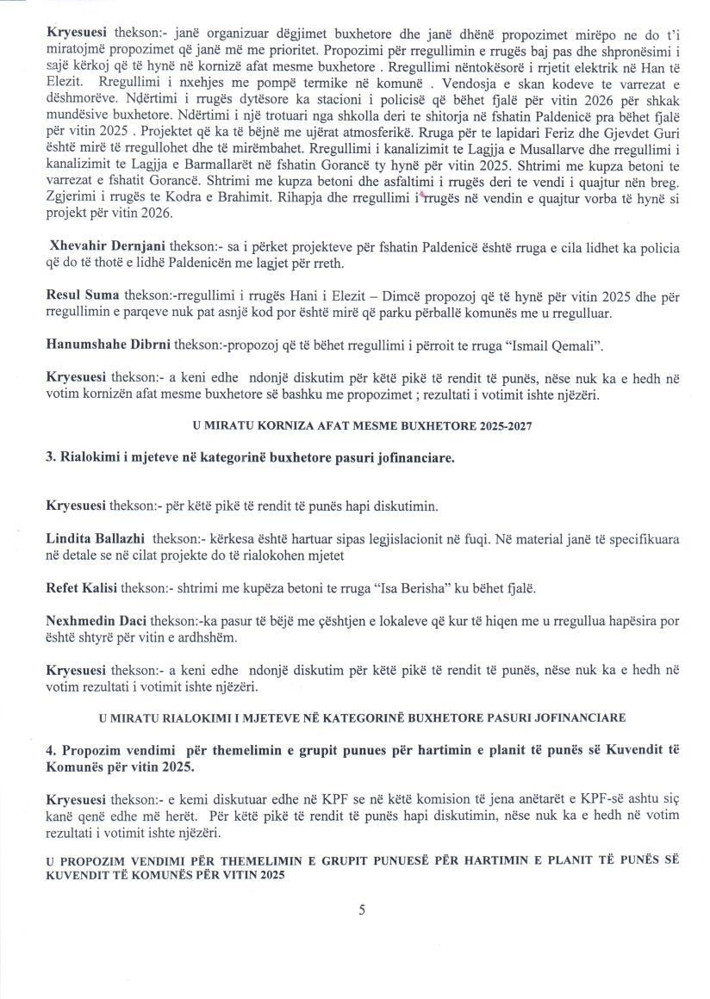 Kryesuesi thekson:- janë organizuar dëgjimet buxhetore dhe janë dhënë propozimet mirëpo ne do t’i
miratojmë propozimet që janë më me prioritet. Propozimi për rregullimin e rrugës baj pas dhe shpronësimi i
sajë kërkoj që të hynë në kornizë afat mesme buxhetore . Rregullimi nëntokësorë i rrjetit elektrik në Han të
Elezit. Rregullimi i nxehjes me pompë termike në komunë . Vendosja e skan kodeve te varrezat e
dëshmorëve. Ndërtimi i rrugës dytësore ka stacioni i policisë që bëhet fjalë për vitin 2026 për shkak
mundësive buxhetore. Ndërtimi i një trotuari nga shkolla deri te shitorja në fshatin Paldenicë pra bëhet fjalë
për vitin 2025 . Projektet që ka të bëjnë me ujërat atmosferikë. Rruga për te lapidari Feriz dhe Gjevdet Guri
është mirë të rregullohet dhe të mirëmbahet. Rregullimi i kanalizimit te Lagjja e Musallarve dhe rregullimi i
kanalizimit te Lagjja e Barmallarët në fshatin Gorancë ty hynë për vitin 2025. Shtrimi me kupza betoni te
varrezat e fshatit Gorancë. Shtrimi me kupza betoni dhe asfaltimi i rrugës deri te vendi i quajtur nën breg.
Zgjerimi i rrugës te Kodra e Brahimit. Rihapja dhe rregullimi i rrugës në vendin e quajtur vorba të hynë si
projekt për vitin 2026.
Xhevahir Dernjani thekson:- sa i përket projekteve për fshatin Paldenicë është rruga e cila lidhet ka policia
që do të thotë e lidhë Paldenicën me lagjet për rreth.
Resul Suma thekson:-rregullimi i rrugës Hani i Elezit – Dimcë propozoj që të hynë për vitin 2025 dhe për
rregullimin e parqeve nuk pat asnjë kod por është mirë që parku përballë komunës me u rregulluar.
Hanumshahe Dibrni thekson:-propozoj që të bëhet rregullimi i përroit te rruga “Ismail Qemali”.
Kryesuesi thekson:- a keni edhe ndonjë diskutim për këtë pikë të rendit të punës, nëse nuk ka e hedh në
votim kornizën afat mesme buxhetore së bashku me propozimet ; rezultati i votimit ishte njëzëri.
U MIRATU KORNIZA AFAT MESME BUXHETORE 2025-2027
3. Rialokimi i mjeteve në kategorinë buxhetore pasuri jofinanciare.
Kryesuesi thekson:- për këtë pikë të rendit të punës hapi diskutimin.
Lindita Ballazhi thekson:- kërkesa është hartuar sipas legjislacionit në fuqi. Në material janë të specifikuara
në detale se në cilat projekte do të rialokohen mjetet
Refet Kalisi thekson:- shtrimi me kupëza betoni te rruga “Isa Berisha” ku bëhet fjalë.
Nexhmedin Daci thekson:-ka pasur të bëjë me çështjen e lokaleve që kur të hiqen me u rregullua hapësira por
është shtyrë për vitin e ardhshëm.
Kryesuesi thekson:- a keni edhe ndonjë diskutim për këtë pikë të rendit të punës, nëse nuk ka e hedh në
votim rezultati i votimit ishte njëzëri.
U MIRATU RIALOKIMI I MJETEVE NË KATEGORINË BUXHETORE PASURI JOFINANCIARE
4. Propozim vendimi për themelimin e grupit punues për hartimin e planit të punës së Kuvendit të
Komunës për vitin 2025.
Kryesuesi thekson:- e kemi diskutuar edhe në KPF se në këtë komision të jena anëtarët e KPF-së ashtu siç
kanë qenë edhe më herët. Për këtë pikë të rendit të punës hapi diskutimin, nëse nuk ka e hedh në votim
rezultati i votimit ishte njëzëri.
U PROPOZIM VENDIMI PËR THEMELIMIN E GRUPIT PUNUESË PËR HARTIMIN E PLANIT TË PUNËS SË
KUVENDIT TË KOMUNËS PËR VITIN 2025
5